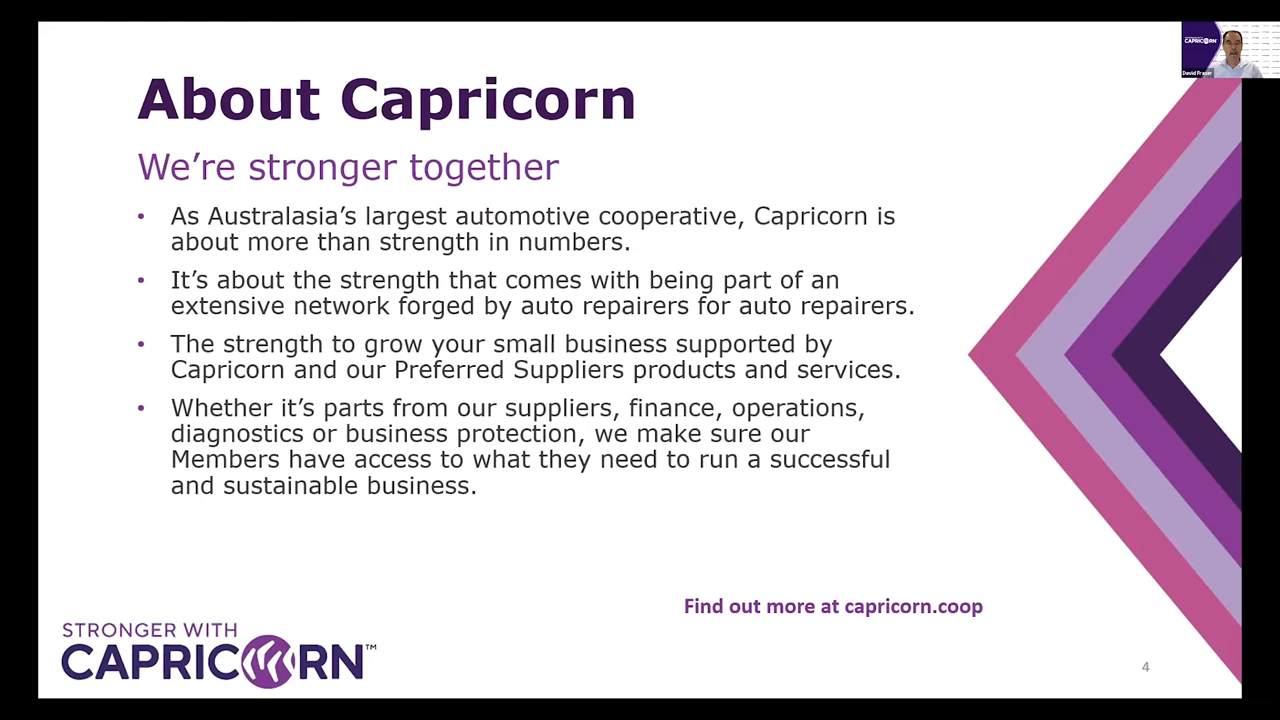 CAPRICORN
David Fraser
About Capricorn
We’re stronger together
• As Australasia’s largest automotive cooperative, Capricorn is
about more than strength in numbers.
• It’s about the strength that comes with being part of an
extensive network forged by auto repairers for auto repairers.
• The strength to grow your small business supported by
Capricorn and our Preferred Suppliers products and services.
• Whether it’s parts from our suppliers, finance, operations,
diagnostics or business protection, we make sure our
Members have access to what they need to run a successful
and sustainable business.
Find out more at capricorn.coop
STRONGER WITH
CAPRICORN™
4